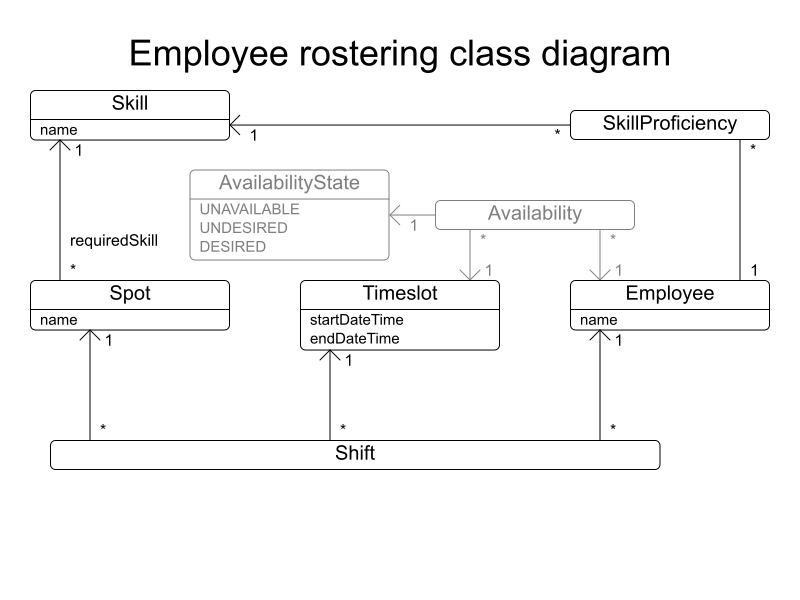 Employee rostering class diagram
Skill
name
1
1
*
SkillProficiency
*
AvailabilityState
UNAVAILABLE
UNDESIRED
DESIRED
1
Availability
*
*
requiredSkill
*
1
1
1
Spot
name
Timeslot
startDateTime
endDateTime
Employee
name
1
1
1
*
*
*
Shift